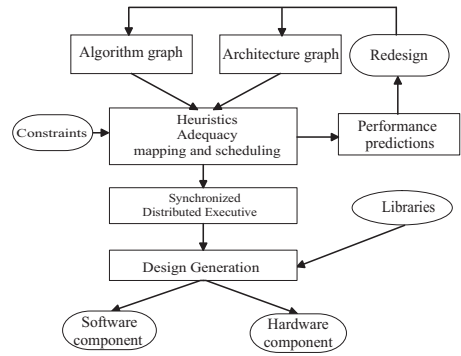 Algorithm graph
Architecture graph
Redesign
Constraints
Heuristics
Adequacy
mapping and scheduling
Performance
predictions
Synchronized
Distributed Executive
Libraries
Design Generation
Software
component
Hardware
component